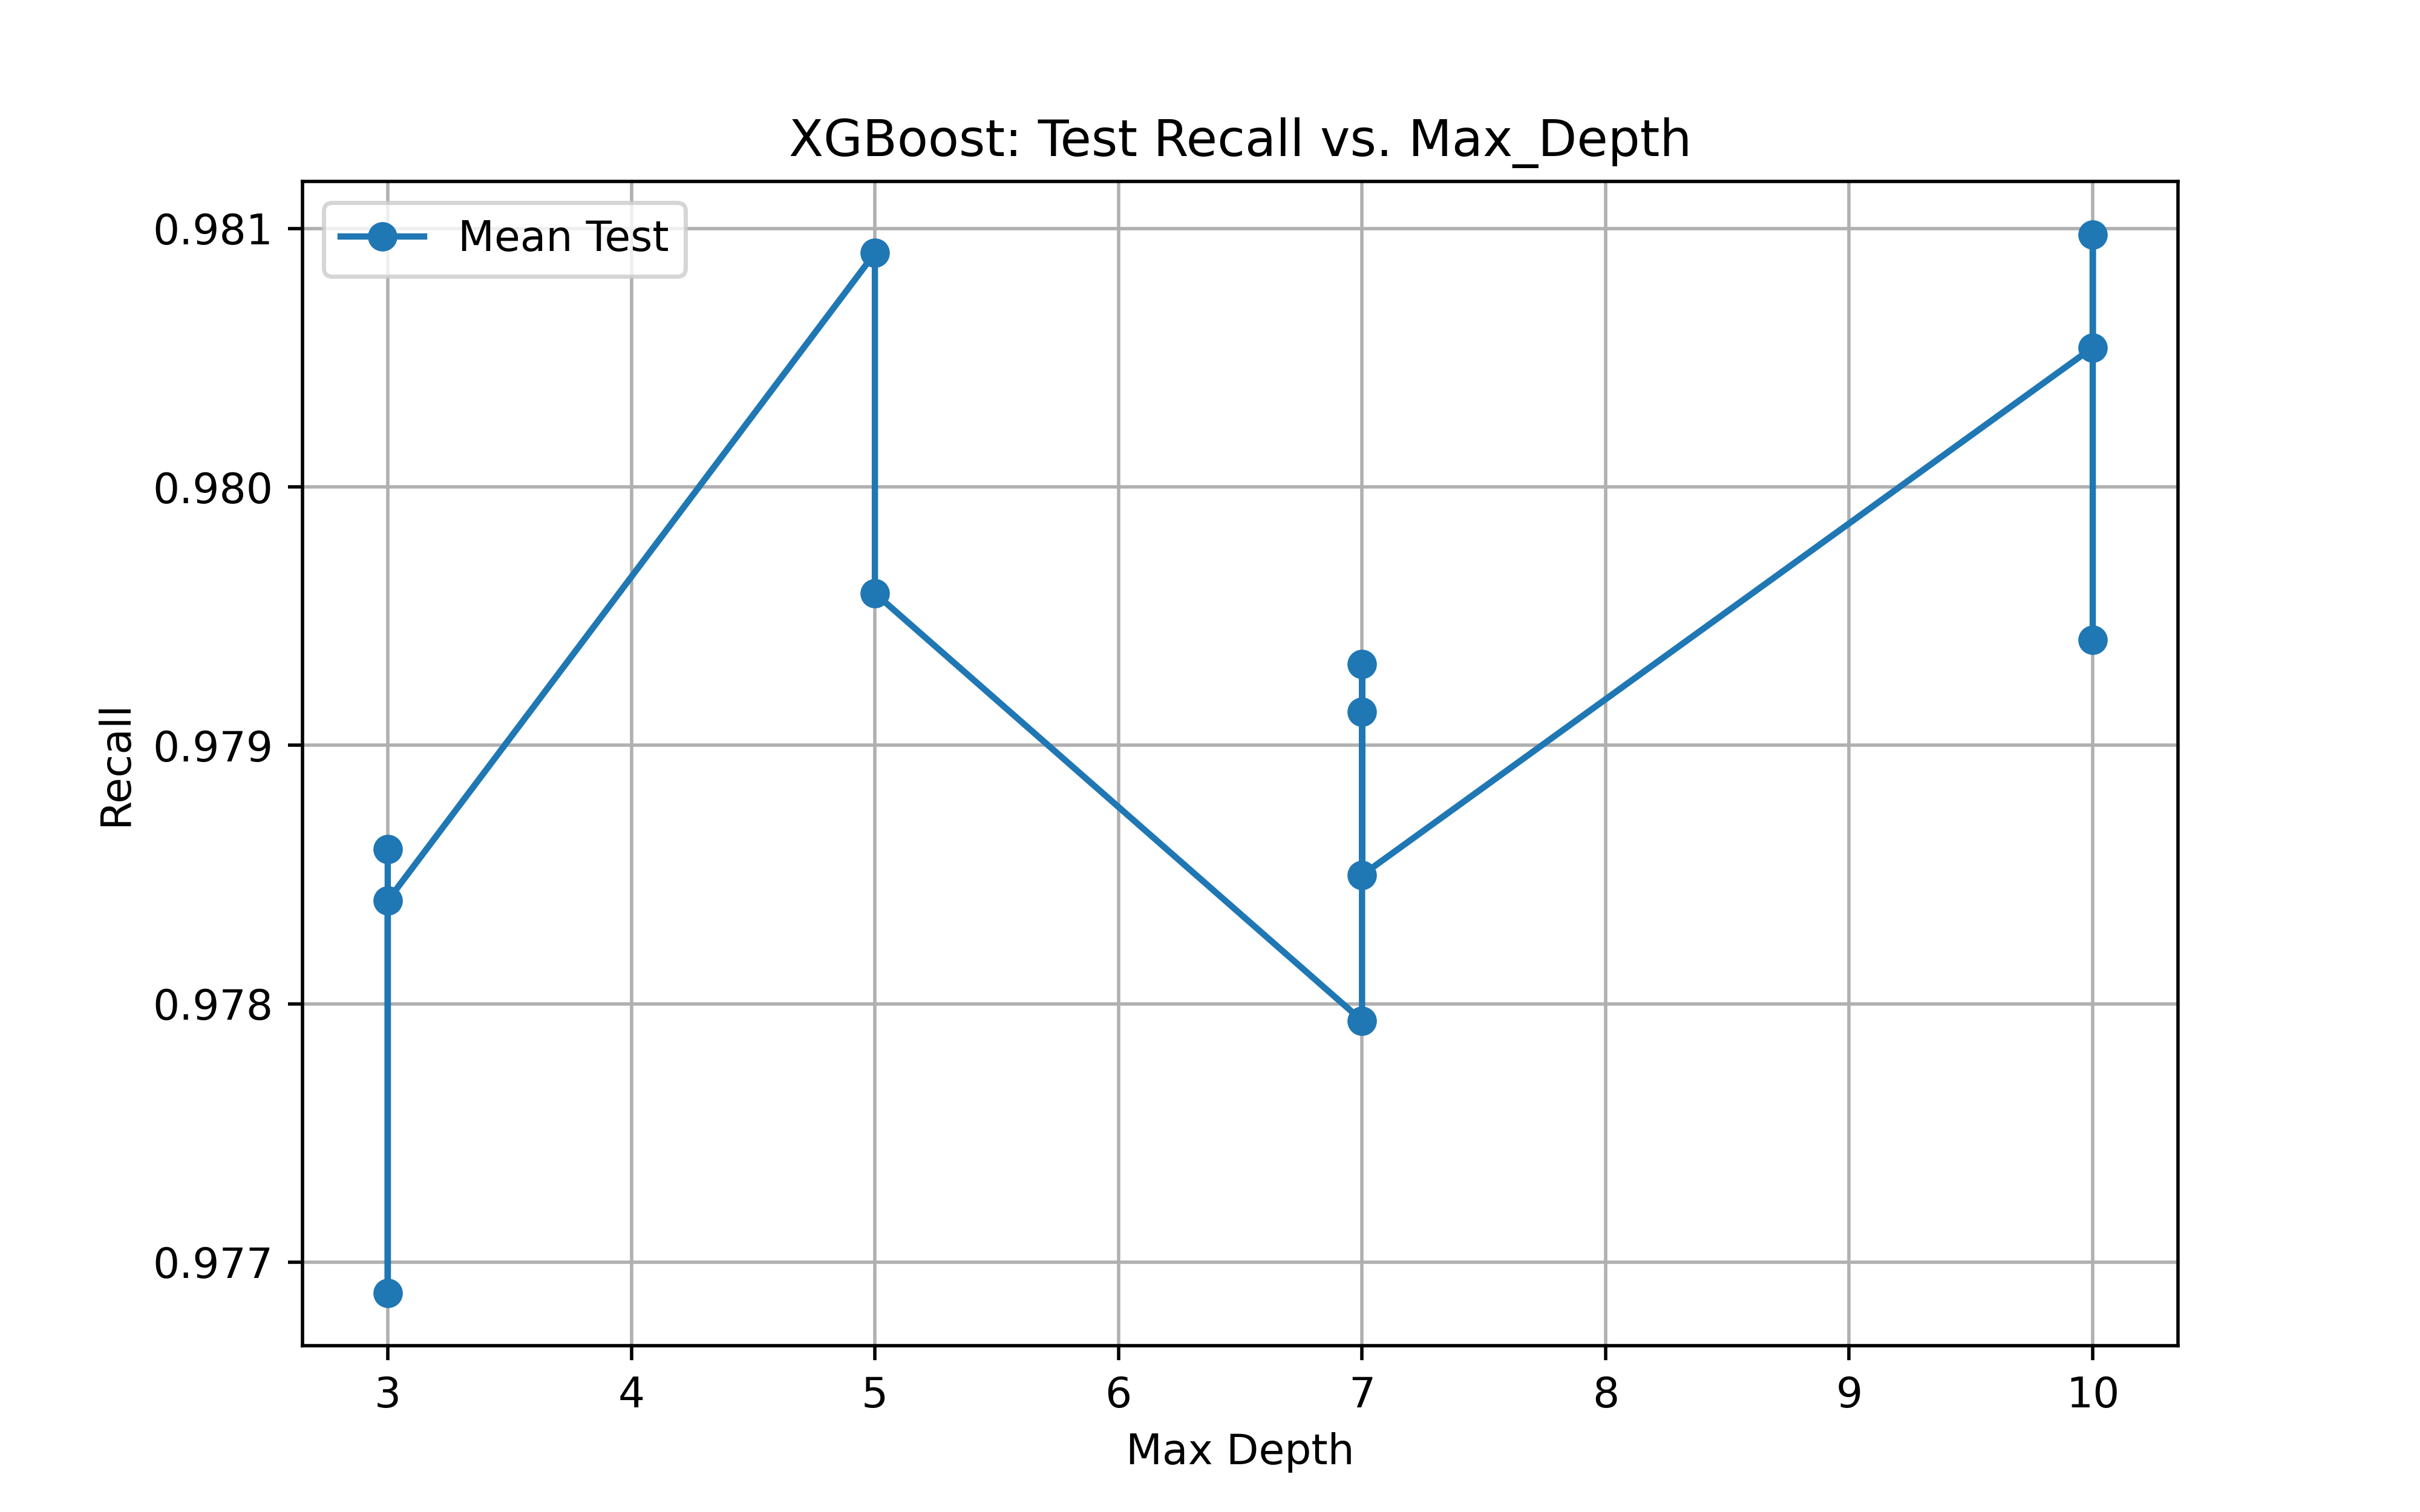 XGBoost: Test Recall vs. Max_Depth
Mean Test
0.981
0.980
0.979
0.978
0.977
Recall
3 4 5 6 7 8 9 10
Max Depth